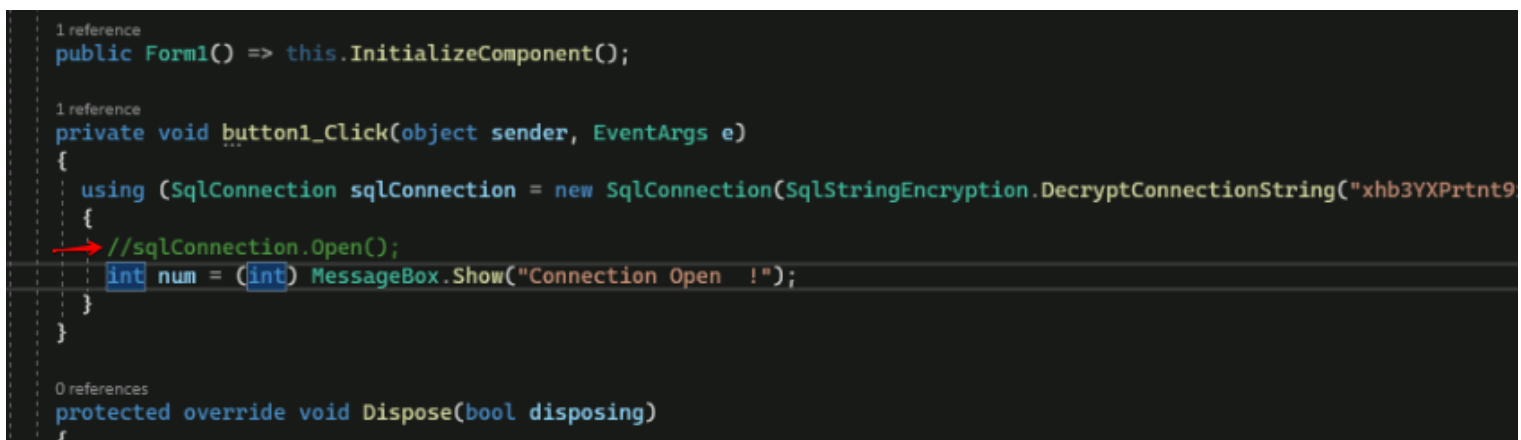 1 reference
public Form1() => this.InitializeComponent();
1 reference
private void button1_Click(object sender, EventArgs e)
{
using (SqlConnection sqlConnection = new SqlConnection(SqlStringEncryption.DecryptConnectionString("xhb3YXPrtnt9
{
//sqlConnection.Open();
int num = (int) MessageBox.Show("Connection Open  !");
}
}
0 references
protected override void Dispose(bool disposing)
{